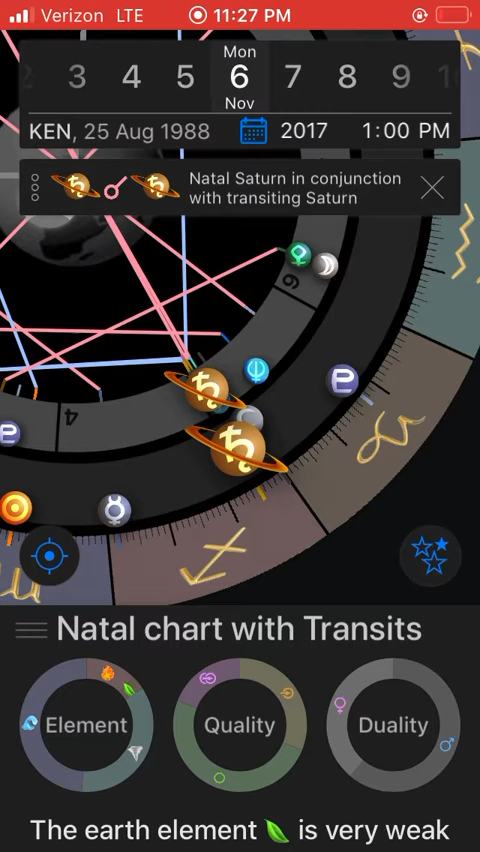 Verizon LTE 11:27 PM
Mon
3 4 5 6 7 8 9
Nov
KEN, 25 Aug 1988 2017 1:00 PM
Natal Saturn in conjunction
with transiting Saturn
6
4
Natal chart with Transits
Element Quality Duality
The earth element is very weak